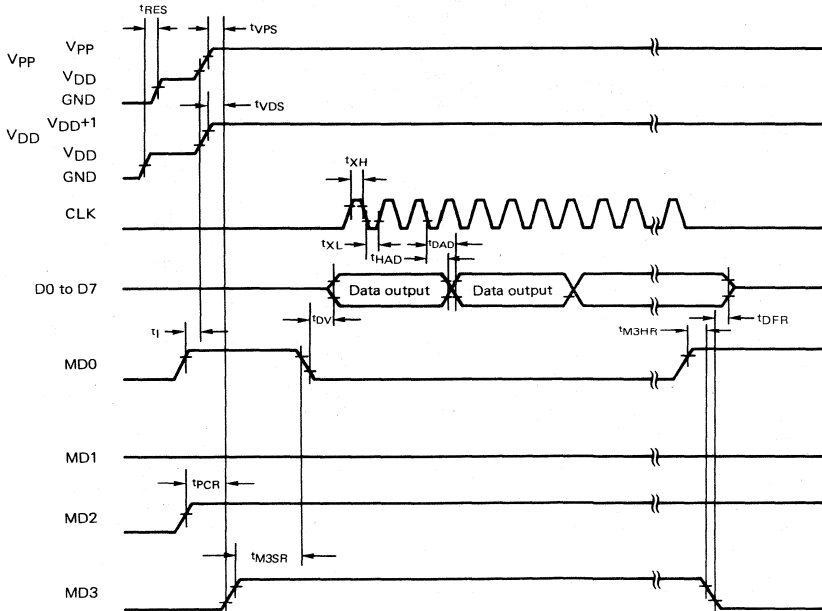 tRES
tVPS
VPP
VPP
VDD
GND
tVDS
VDD
VDD+1
VDD
GND
tXH
CLK
tXL
tHAD
tDAD
D0 to D7
Data output
Data output
tI
tDV
tM3HR
tDFR
MD0
MD1
tPCR
MD2
tM3SR
MD3